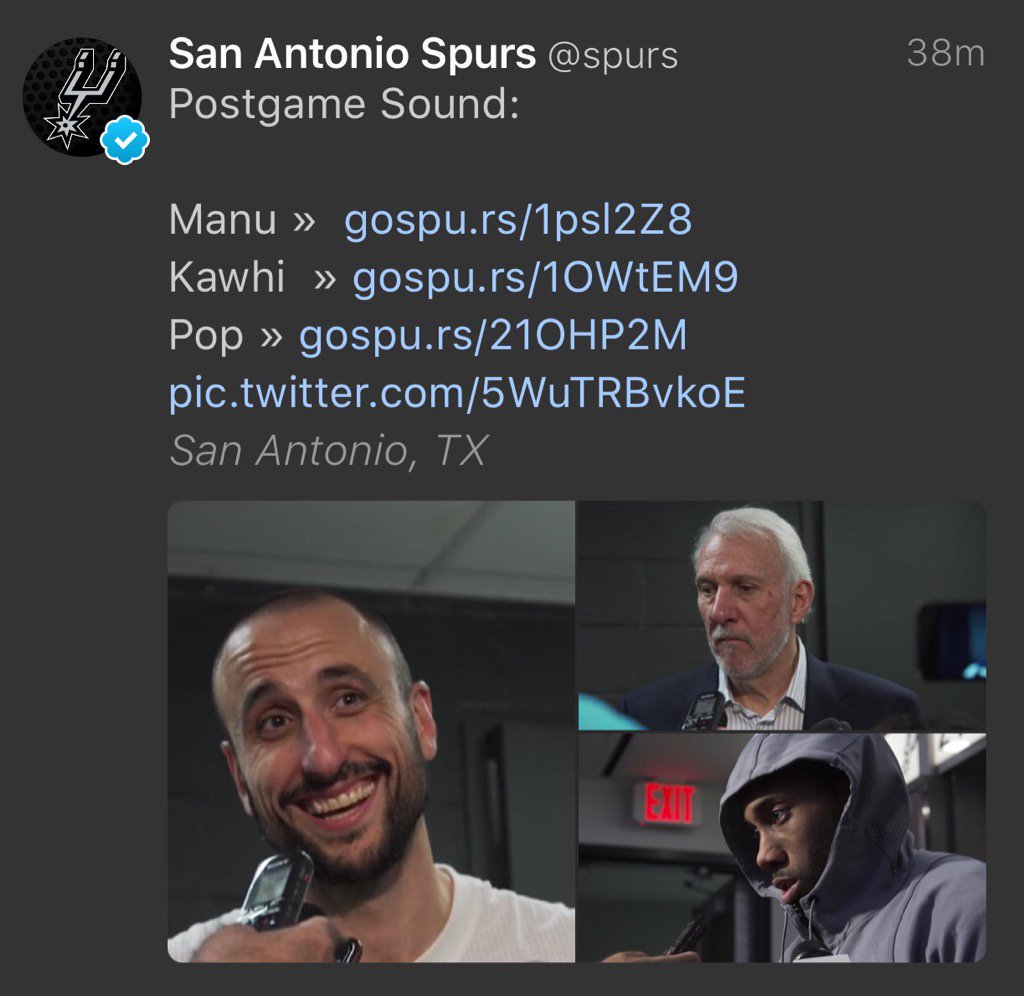 San Antonio Spurs @spurs 38m
Postgame Sound:
Manu » gospu.rs/1psl2Z8
Kawhi » gospu.rs/1OWtEM9
Pop » gospu.rs/21OHP2M
pic.twitter.com/5WuTRBvkoE
San Antonio, TX
EXIT